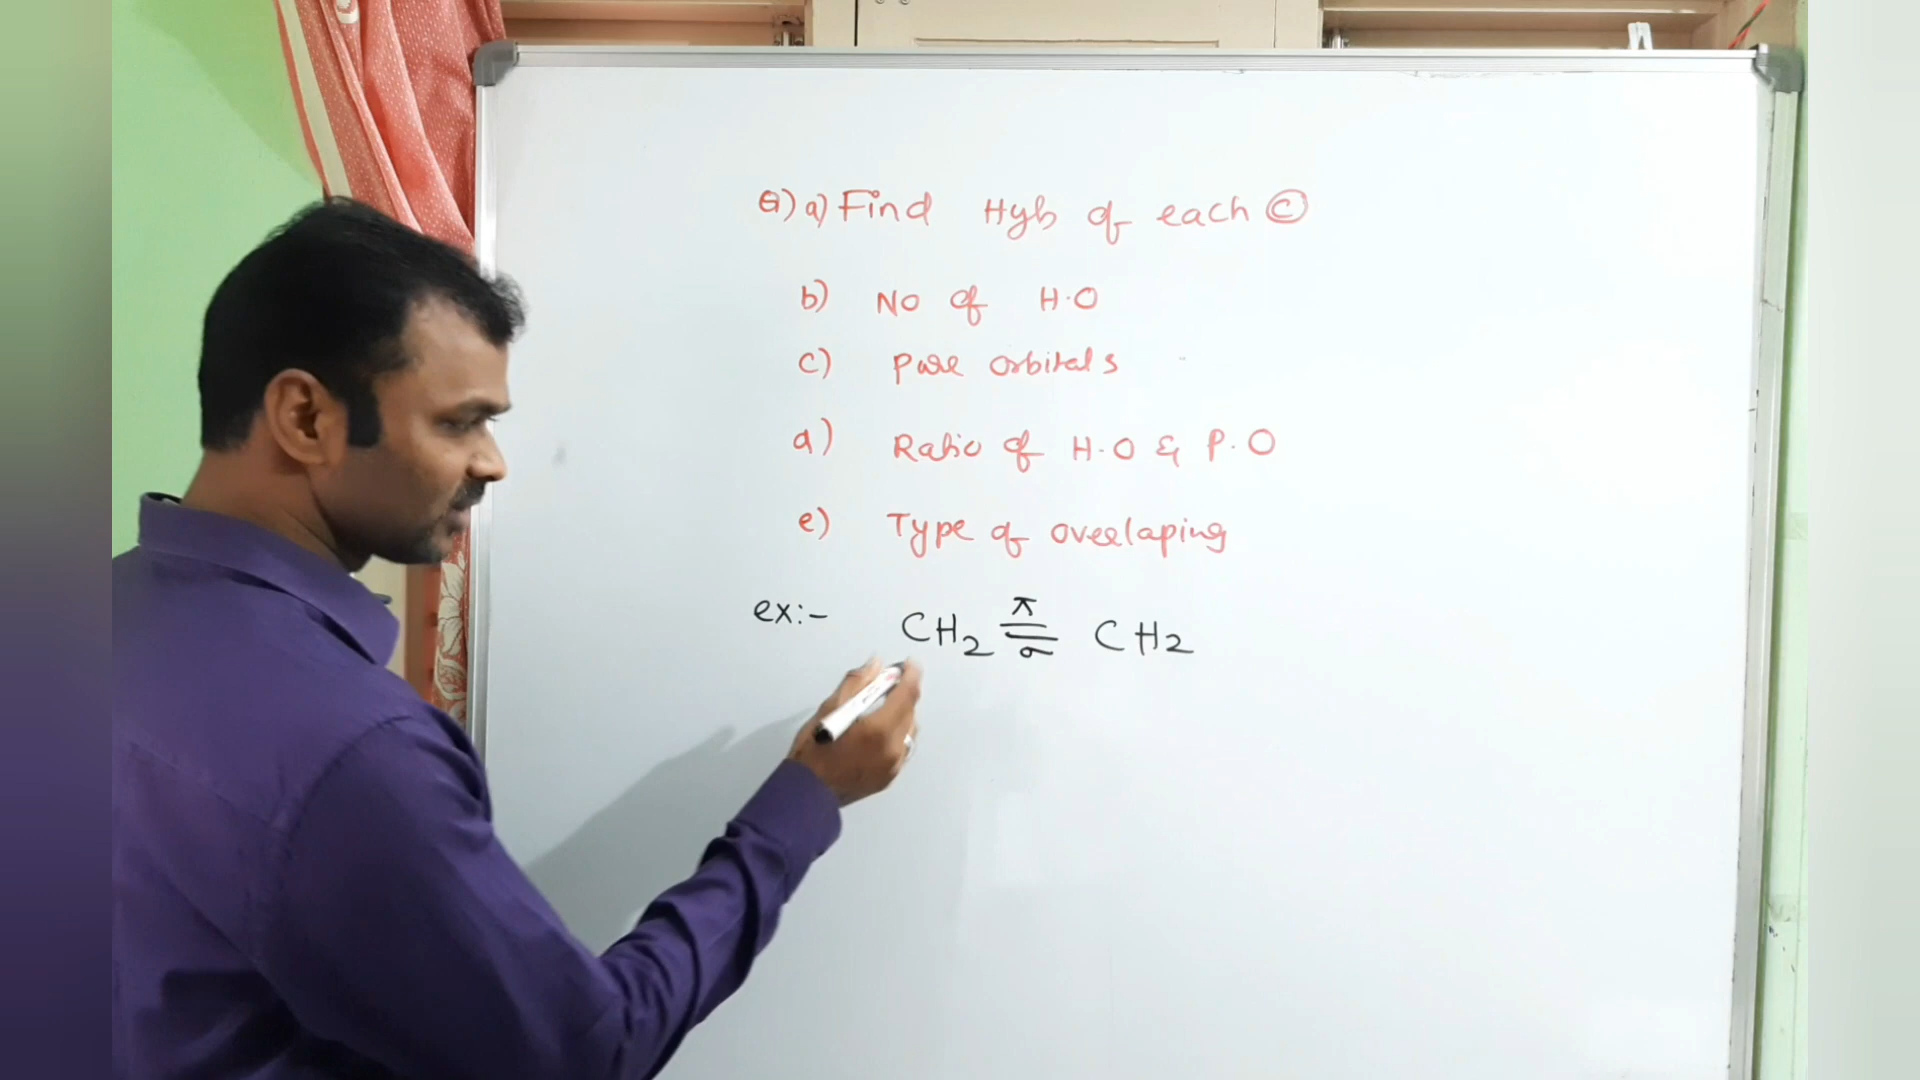 Q) a) Find Hyb of each ©
b) No of H.O
c) Pure orbitals
d) Ratio of H.O & P.O
e) Type of overlaping
π
ex:- CH2 = CH2
σ